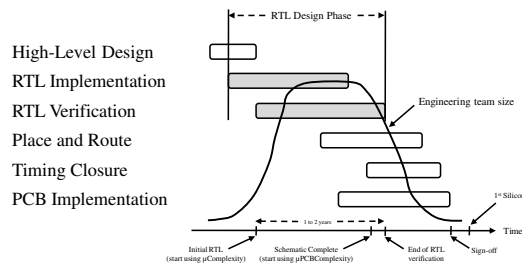 RTL Design Phase
High-Level Design
RTL Implementation
RTL Verification
Engineering team size
Place and Route
Timing Closure
PCB Implementation
1st Silicon
1 to 2 years
Time
Initial RTL
(start using µComplexity)
Schematic Complete
(start using µPCBComplexity)
End of RTL
verification
Sign-off